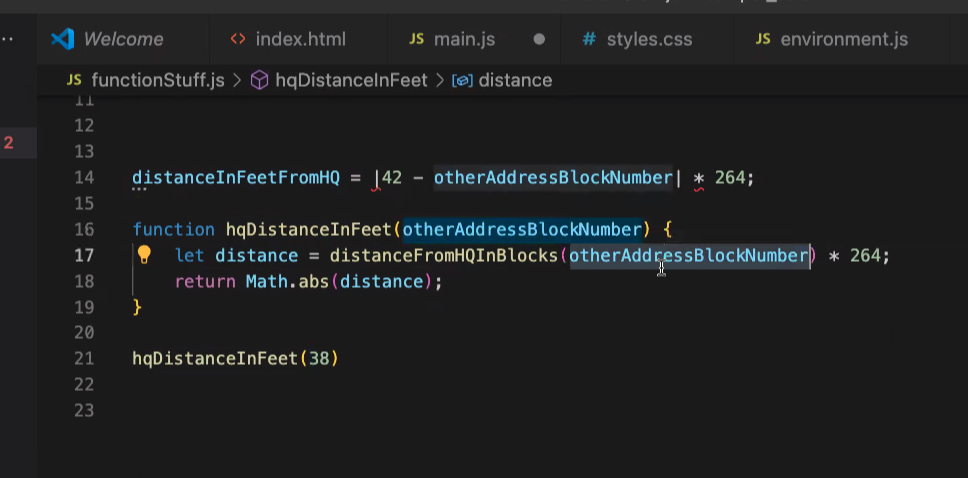 Welcome <> index.html JS main.js # styles.css JS environment.js
JS functionStuff.js > hqDistanceInFeet > distance
2
11
12
13
14 distanceInFeetFromHQ = |42 - otherAddressBlockNumber| * 264;
15
16 function hqDistanceInFeet(otherAddressBlockNumber) {
17 let distance = distanceFromHQInBlocks(otherAddressBlockNumber) * 264;
18 return Math.abs(distance);
19 }
20
21 hqDistanceInFeet(38)
22
23